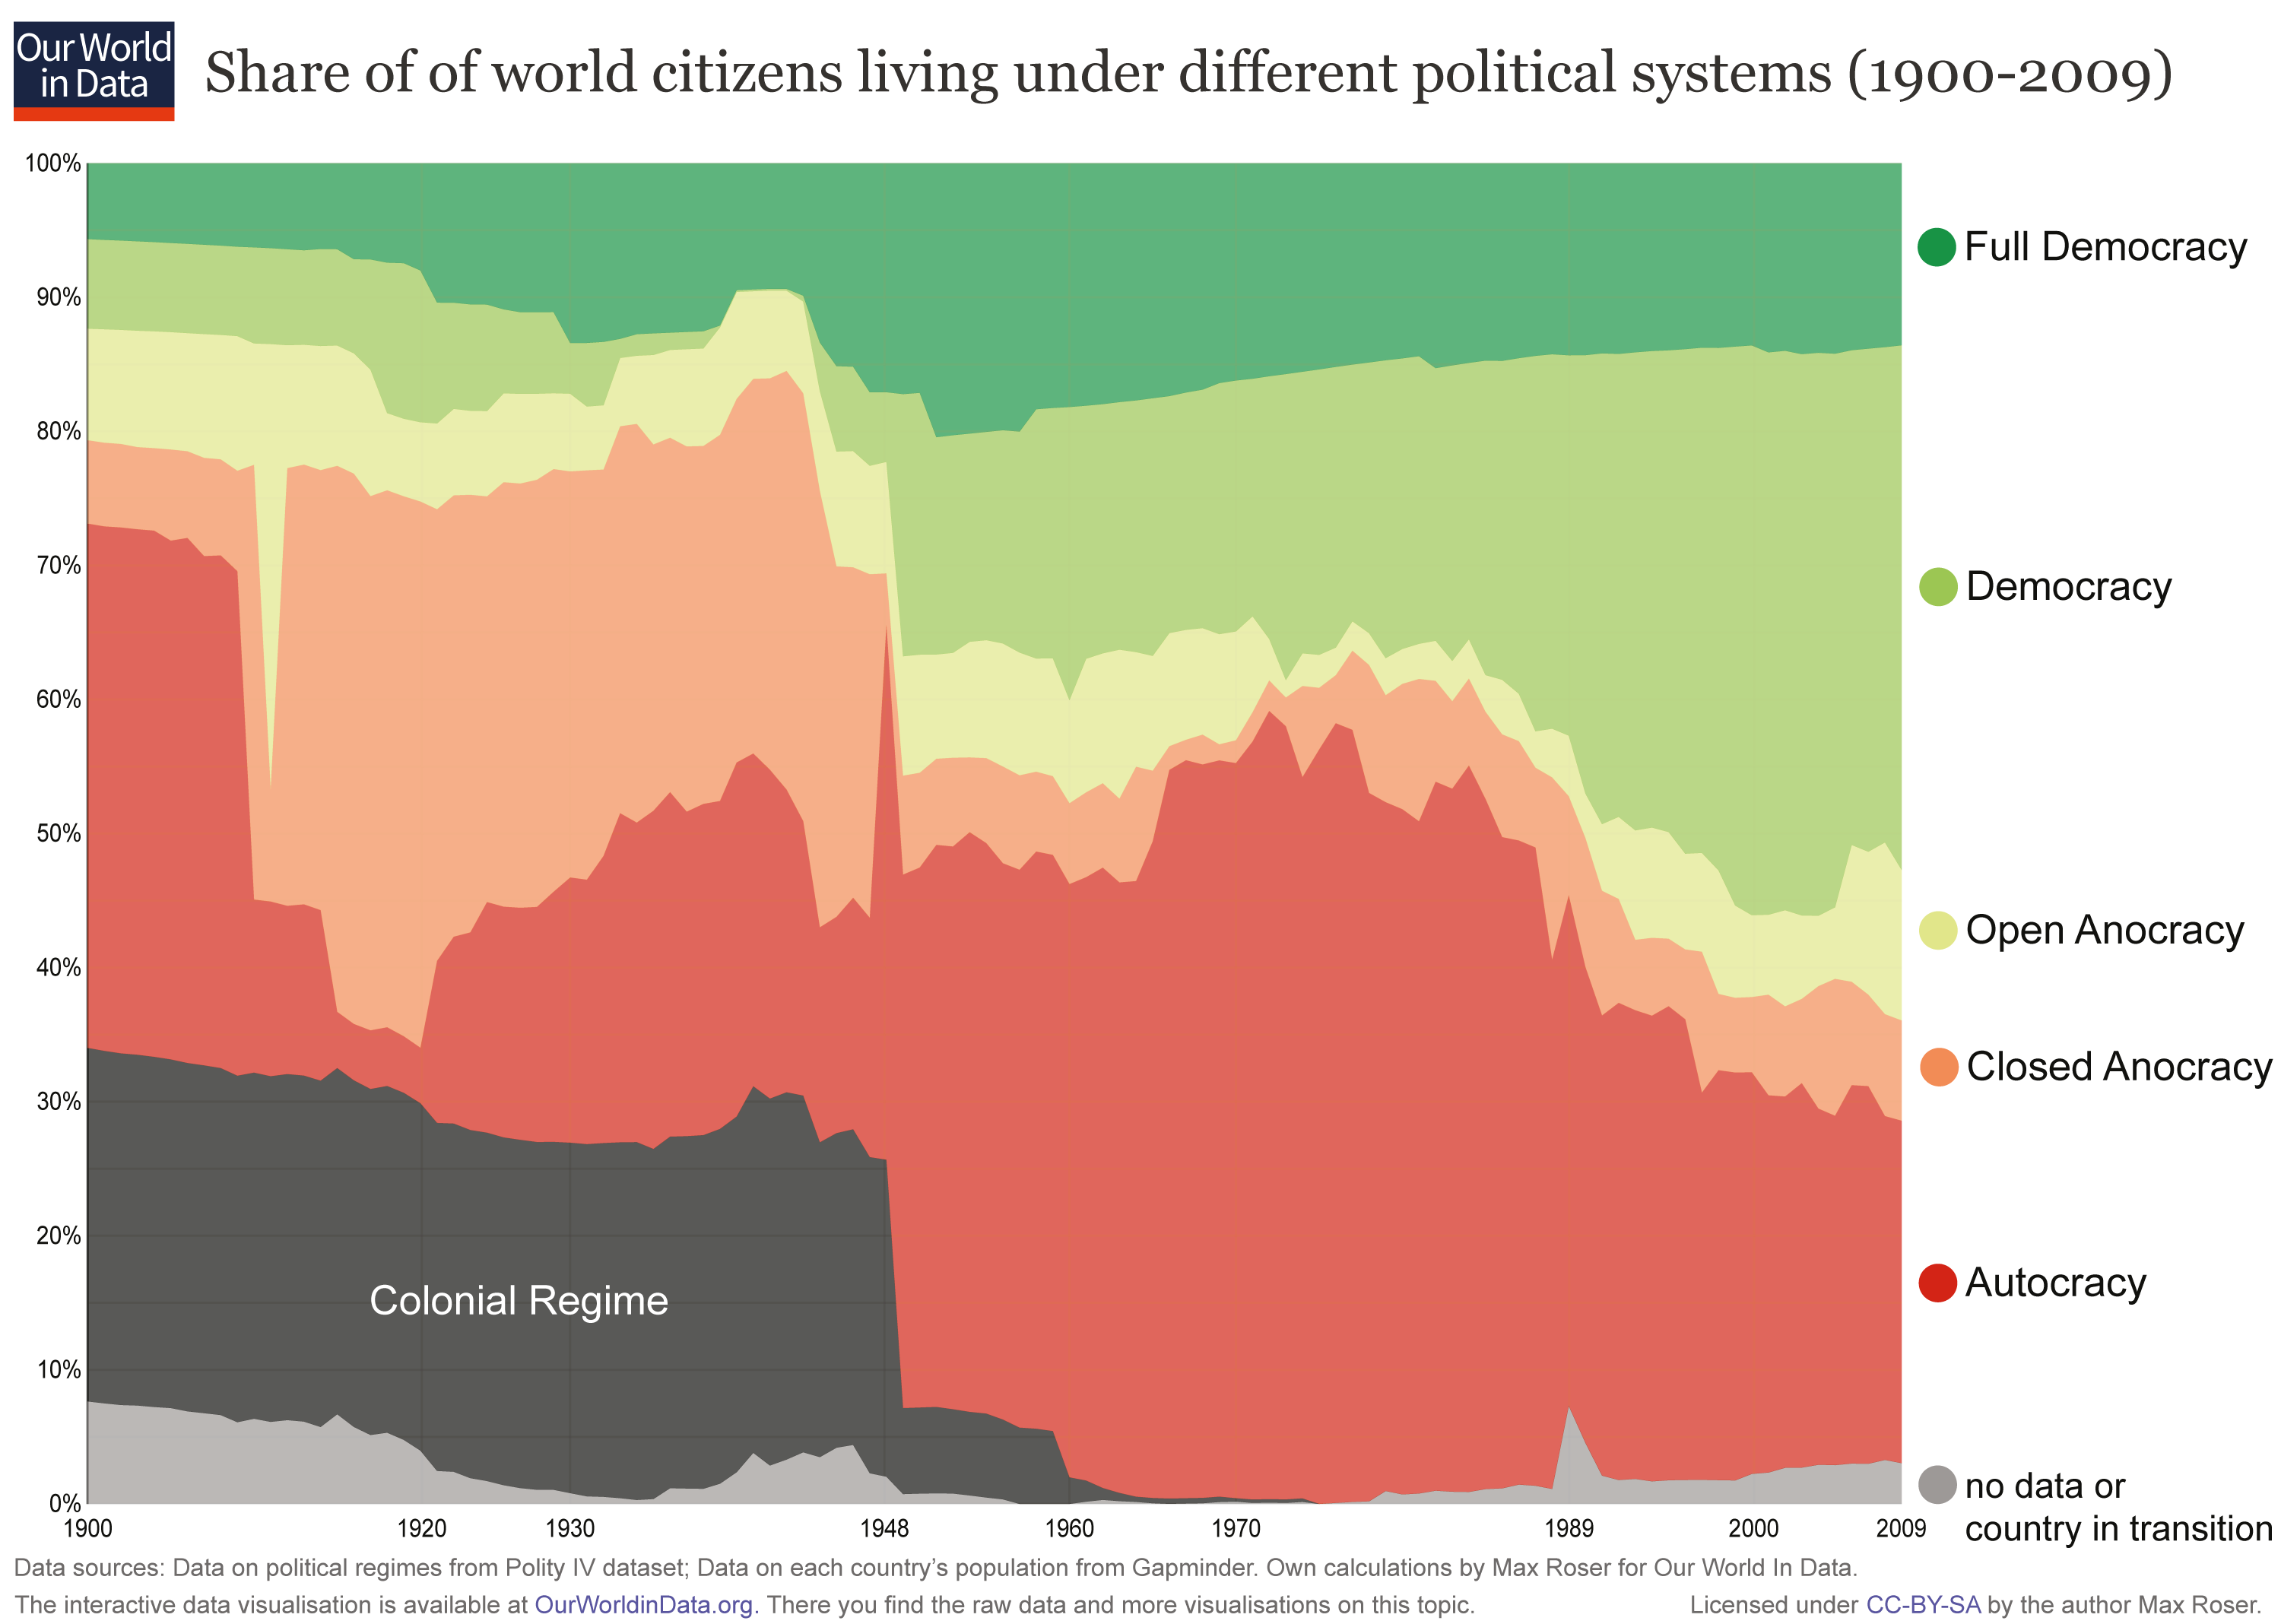 Our World
in Data
Share of of world citizens living under different political systems (1900-2009)
100%
90%
80%
70%
60%
50%
40%
30%
20%
10%
0%
Full Democracy
Democracy
Open Anocracy
Closed Anocracy
Autocracy
Colonial Regime
no data or
country in transition
1900 1920 1930 1948 1960 1970 1989 2000 2009
Data sources: Data on political regimes from Polity IV dataset; Data on each country's population from Gapminder. Own calculations by Max Roser for Our World In Data.
The interactive data visualisation is available at OurWorldinData.org. There you find the raw data and more visualisations on this topic.
Licensed under CC-BY-SA by the author Max Roser.